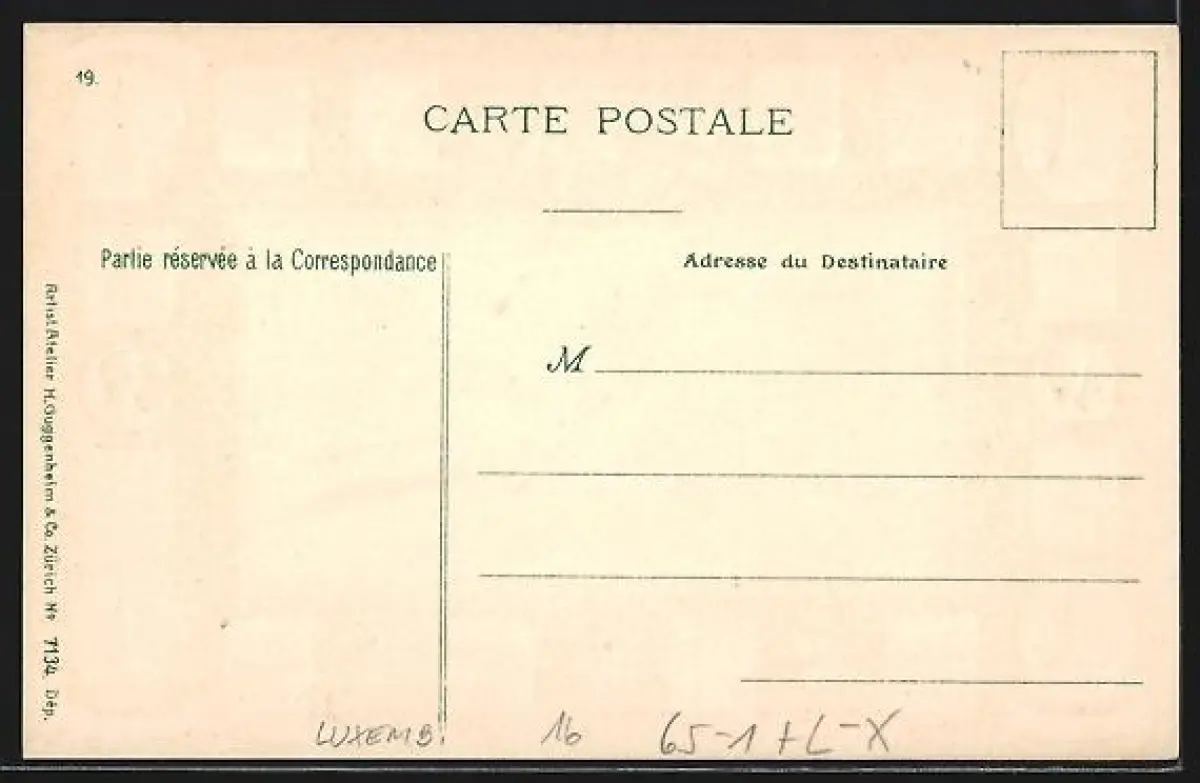 19.
CARTE POSTALE
Partie réservée à la Correspondance
Adresse du Destinataire
M
Artist. Atelier H. Guggenheim & Co. Zürich No 7134 Dép.
LUXEMB.
16
65-1+L-X